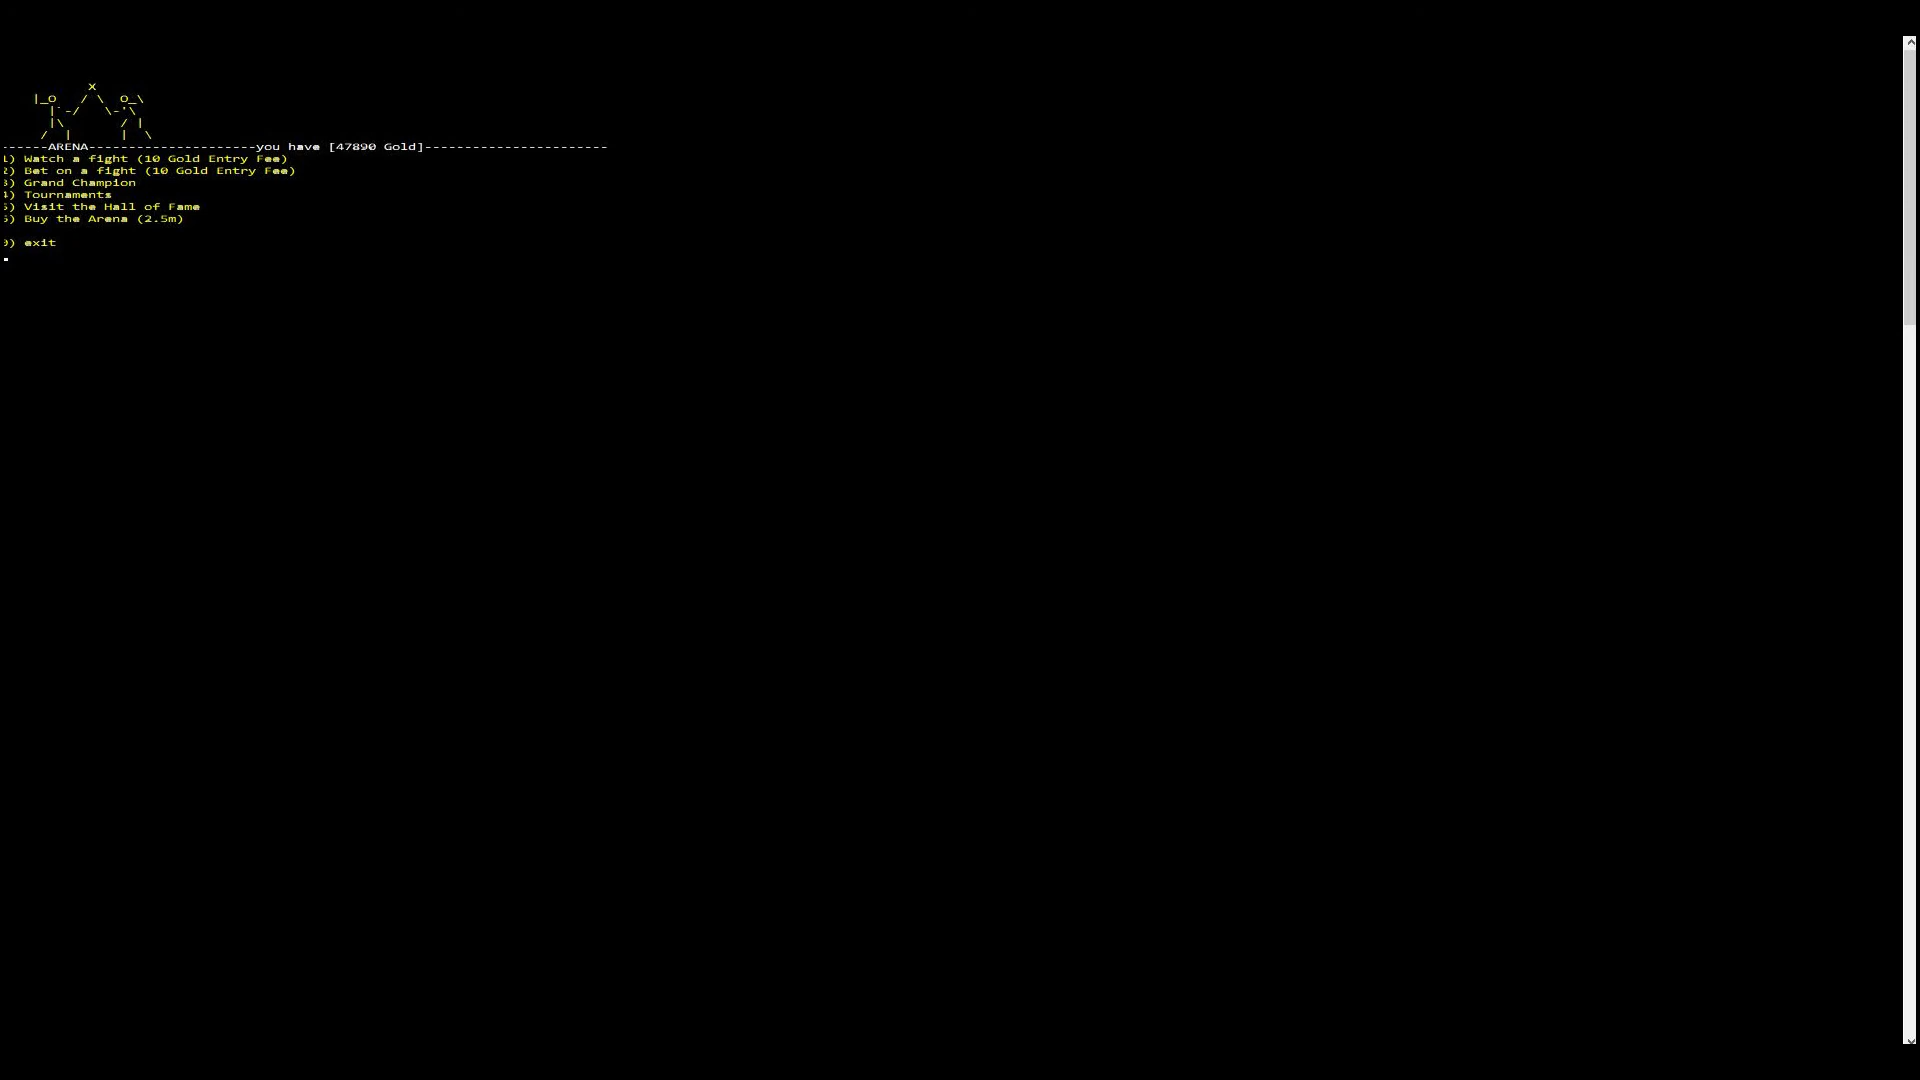 ------ARENA---------------------you have [47890 Gold]-----------------------
1) Watch a fight (10 Gold Entry Fee)
2) Bet on a fight (10 Gold Entry Fee)
3) Grand Champion
4) Tournaments
5) Visit the Hall of Fame
6) Buy the Arena (2.5m)
0) exit